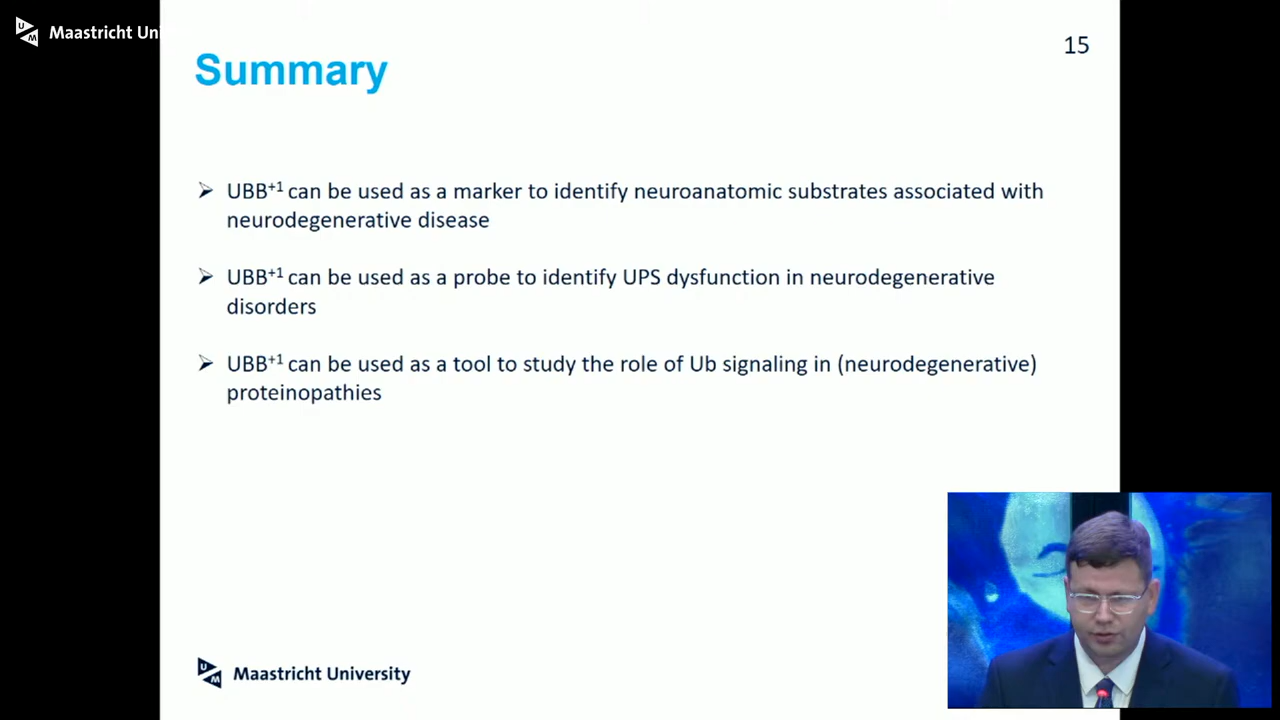 Maastricht Uni
15
Summary
➢ UBB⁺¹ can be used as a marker to identify neuroanatomic substrates associated with
neurodegenerative disease
➢ UBB⁺¹ can be used as a probe to identify UPS dysfunction in neurodegenerative
disorders
➢ UBB⁺¹ can be used as a tool to study the role of Ub signaling in (neurodegenerative)
proteinopathies
Maastricht University